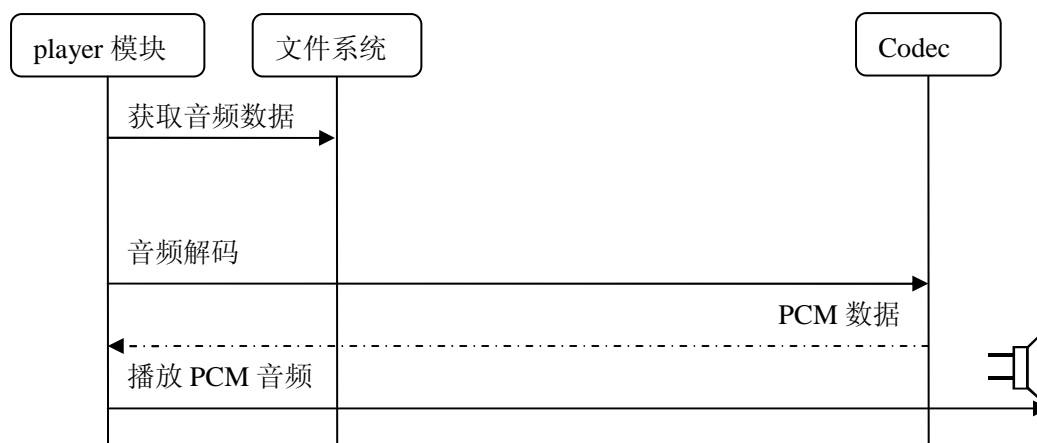 player 模块
文件系统
Codec
获取音频数据
音频解码
PCM 数据
播放 PCM 音频